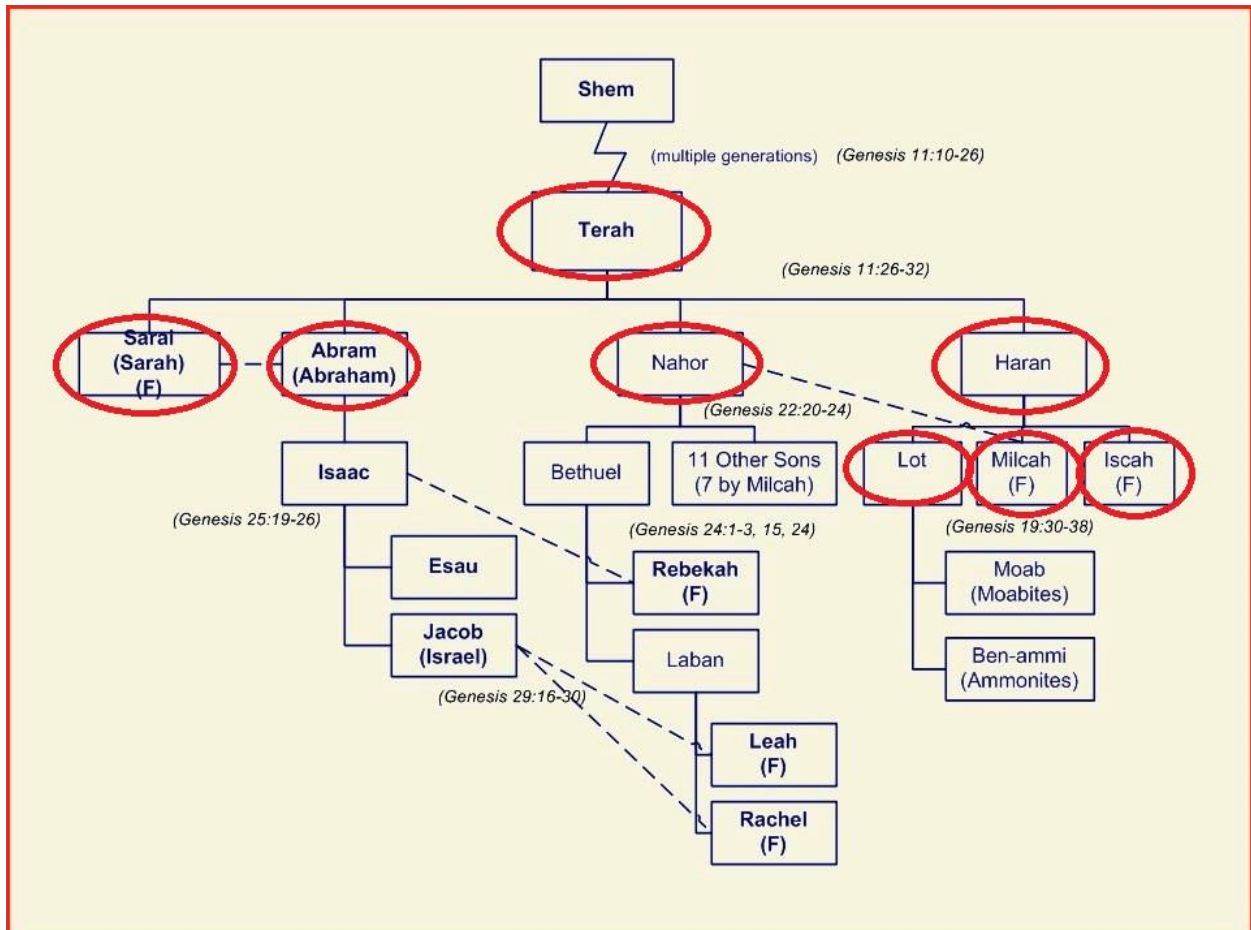 Shem
(multiple generations) (Genesis 11:10-26)
Terah
(Genesis 11:26-32)
Sarai
(Sarah)
(F)
Abram
(Abraham)
Nahor
Haran
(Genesis 22:20-24)
Isaac
Bethuel
11 Other Sons
(7 by Milcah)
Lot
Milcah
(F)
Iscah
(F)
(Genesis 25:19-26)
(Genesis 24:1-3, 15, 24)
(Genesis 19:30-38)
Esau
Rebekah
(F)
Moab
(Moabites)
Jacob
(Israel)
Laban
Ben-ammi
(Ammonites)
(Genesis 29:16-30)
Leah
(F)
Rachel
(F)